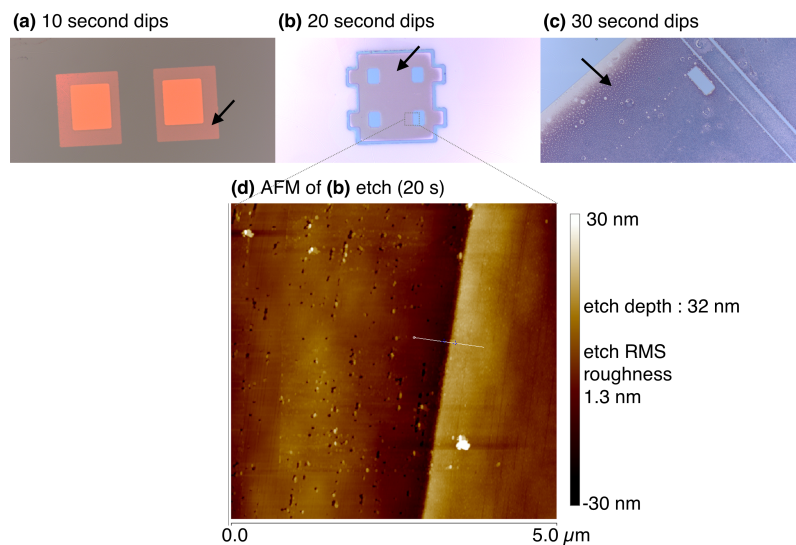 (a) 10 second dips
(b) 20 second dips
(c) 30 second dips
(d) AFM of (b) etch (20 s)
30 nm
etch depth : 32 nm
etch RMS
roughness
1.3 nm
-30 nm
0.0
5.0 µm